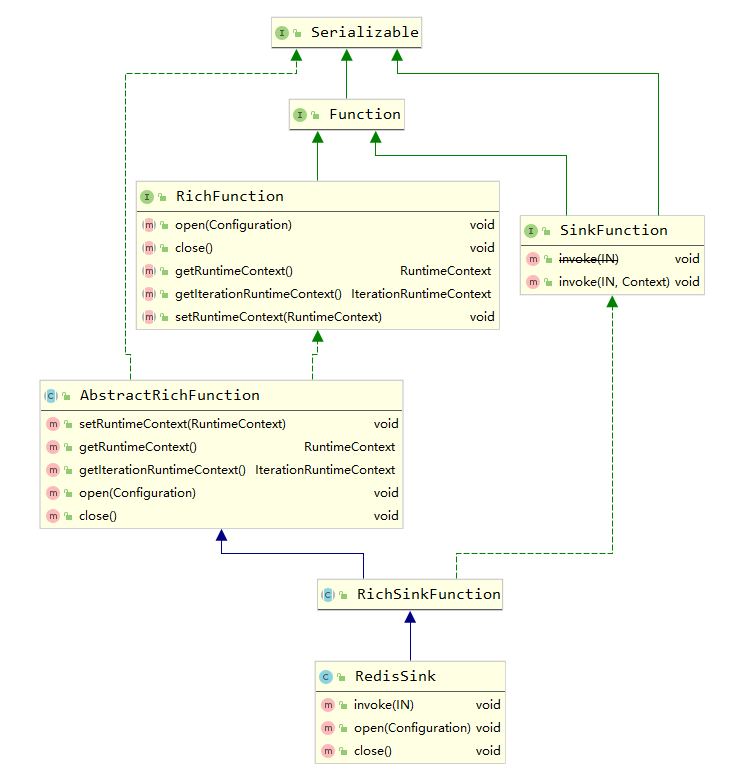 Serializable
Function
RichFunction
open(Configuration) void
close() void
getRuntimeContext() RuntimeContext
getIterationRuntimeContext() IterationRuntimeContext
setRuntimeContext(RuntimeContext) void
SinkFunction
invoke(IN) void
invoke(IN, Context) void
AbstractRichFunction
setRuntimeContext(RuntimeContext) void
getRuntimeContext() RuntimeContext
getIterationRuntimeContext() IterationRuntimeContext
open(Configuration) void
close() void
RichSinkFunction
RedisSink
invoke(IN) void
open(Configuration) void
close() void